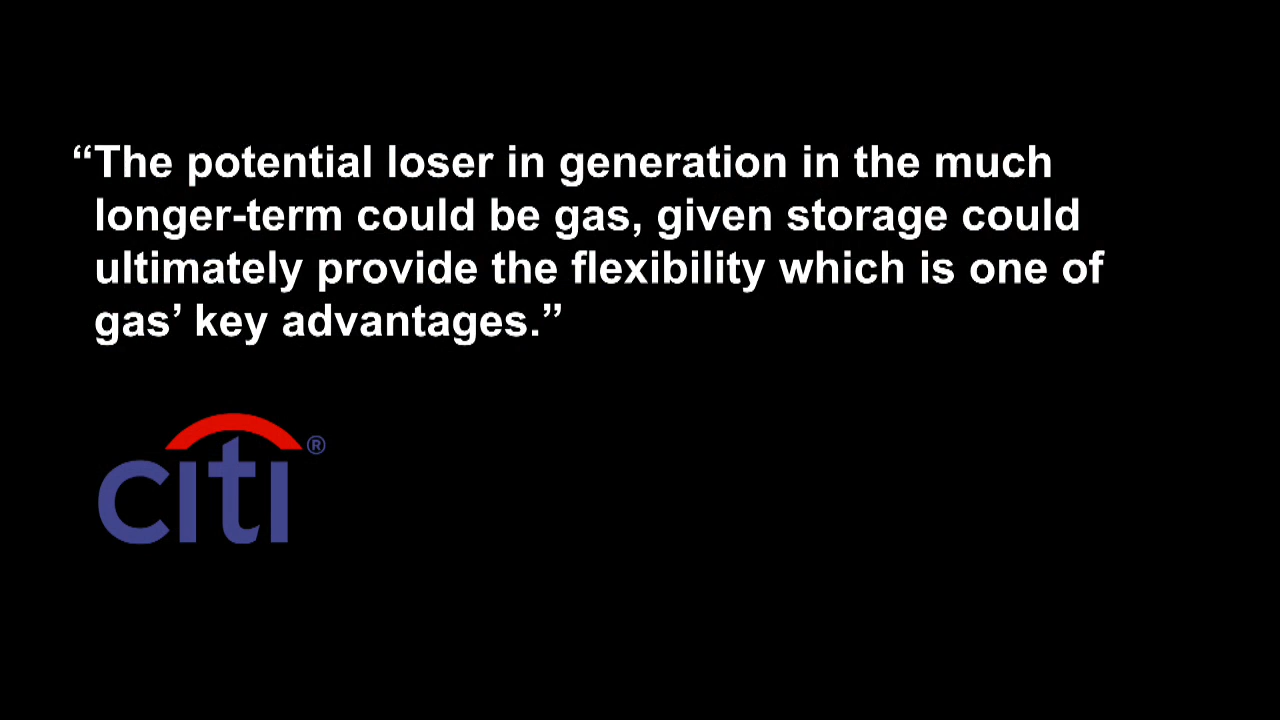 “The potential loser in generation in the much
longer-term could be gas, given storage could
ultimately provide the flexibility which is one of
gas’ key advantages.”
citi®